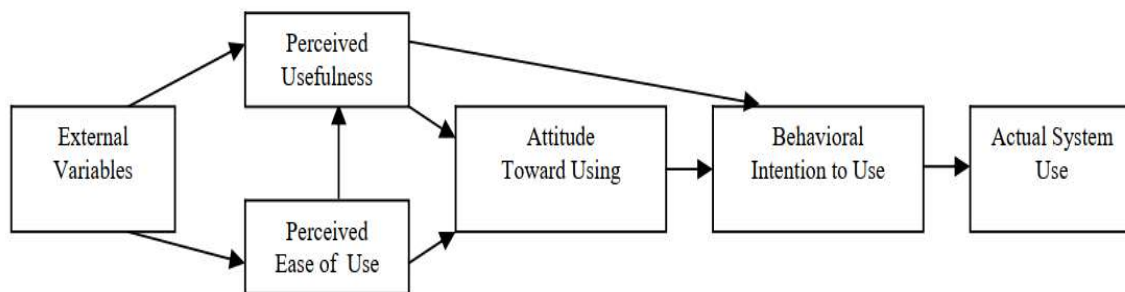 Perceived
Usefulness
External
Variables
Perceived
Ease of Use
Attitude
Toward Using
Behavioral
Intention to Use
Actual System
Use